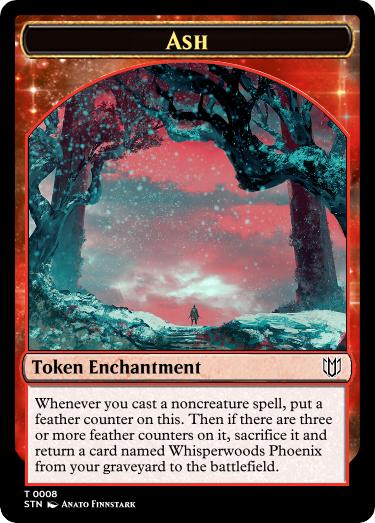 Ash
Token Enchantment
Whenever you cast a noncreature spell, put a
feather counter on this. Then if there are three
or more feather counters on it, sacrifice it and
return a card named Whisperwoods Phoenix
from your graveyard to the battlefield.
T 0008
STN Anato Finnstark